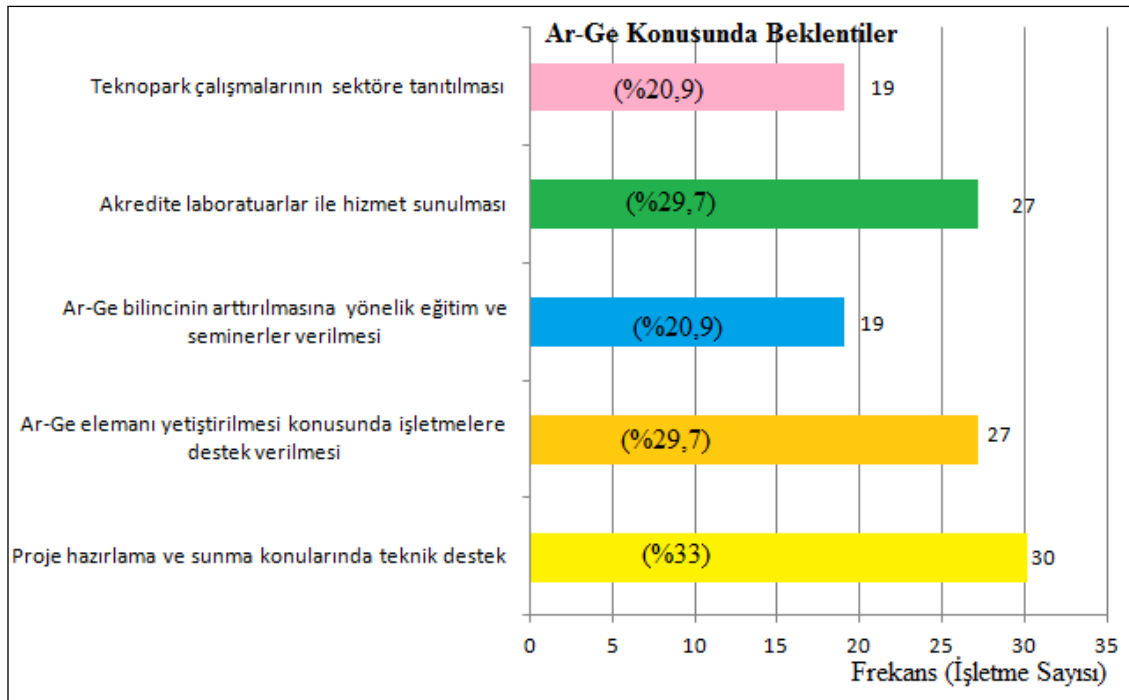 Ar-Ge Konusunda Beklentiler
Teknopark çalışmalarının sektöre tanıtılması
(%20,9)
19
Akredite laboratuarlar ile hizmet sunulması
(%29,7)
27
Ar-Ge bilincinin arttırılmasına yönelik eğitim ve
seminerler verilmesi
(%20,9)
19
Ar-Ge elemanı yetiştirilmesi konusunda işletmelere
destek verilmesi
(%29,7)
27
Proje hazırlama ve sunma konularında teknik destek
(%33)
30
0 5 10 15 20 25 30 35
Frekans (İşletme Sayısı)